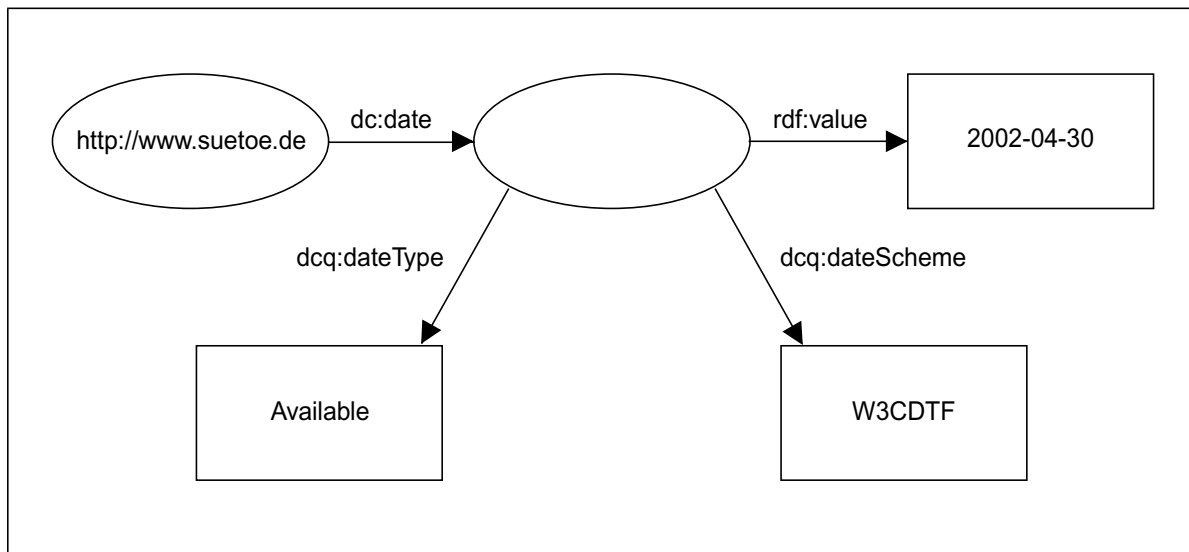 http://www.suetoe.de
dc:date
rdf:value
2002-04-30
dcq:dateType
dcq:dateScheme
Available
W3CDTF